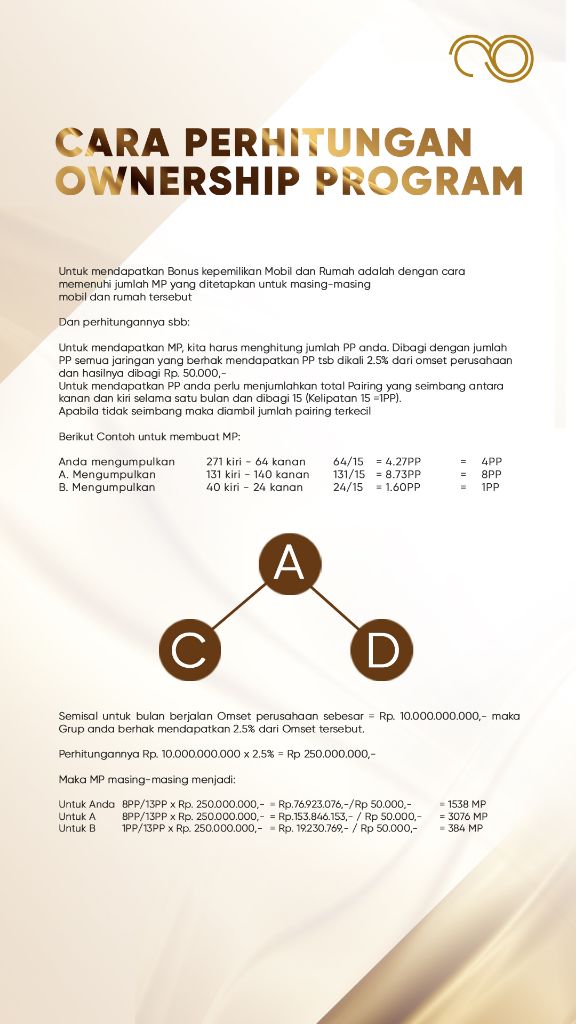 CARA PERHITUNGAN
OWNERSHIP PROGRAM
Untuk mendapatkan Bonus kepemilikan Mobil dan Rumah adalah dengan cara
memenuhi jumlah MP yang ditetapkan untuk masing-masing
mobil dan rumah tersebut
Dan perhitungannya sbb:
Untuk mendapatkan MP, kita harus menghitung jumlah PP anda. Dibagi dengan jumlah
PP semua jaringan yang berhak mendapatkan PP tsb dikali 2.5% dari omset perusahaan
dan hasilnya dibagi Rp. 50.000,-
Untuk mendapatkan PP anda perlu menjumlahkan total Pairing yang seimbang antara
kanan dan kiri selama satu bulan dan dibagi 15 (Kelipatan 15 =1PP).
Apabila tidak seimbang maka diambil jumlah pairing terkecil
Berikut Contoh untuk membuat MP:
Anda mengumpulkan 271 kiri - 64 kanan 64/15 = 4.27PP = 4PP
A. Mengumpulkan 131 kiri - 140 kanan 131/15 = 8.73PP = 8PP
B. Mengumpulkan 40 kiri - 24 kanan 24/15 = 1.60PP = 1PP
A
C D
Semisal untuk bulan berjalan Omset perusahaan sebesar = Rp. 10.000.000.000,- maka
Grup anda berhak mendapatkan 2.5% dari Omset tersebut.
Perhitungannya Rp. 10.000.000.000 x 2,5% = Rp 250.000.000,-
Maka MP masing-masing menjadi:
Untuk Anda 8PP/13PP x Rp. 250.000.000,- = Rp.76.923.076,-/Rp 50.000,- = 1538 MP
Untuk A 8PP/13PP x Rp. 250.000.000,- = Rp.153.846.153,- / Rp 50.000,- = 3076 MP
Untuk B 1PP/13PP x Rp. 250.000.000,- = Rp. 19.230.769,- / Rp 50.000,- = 384 MP